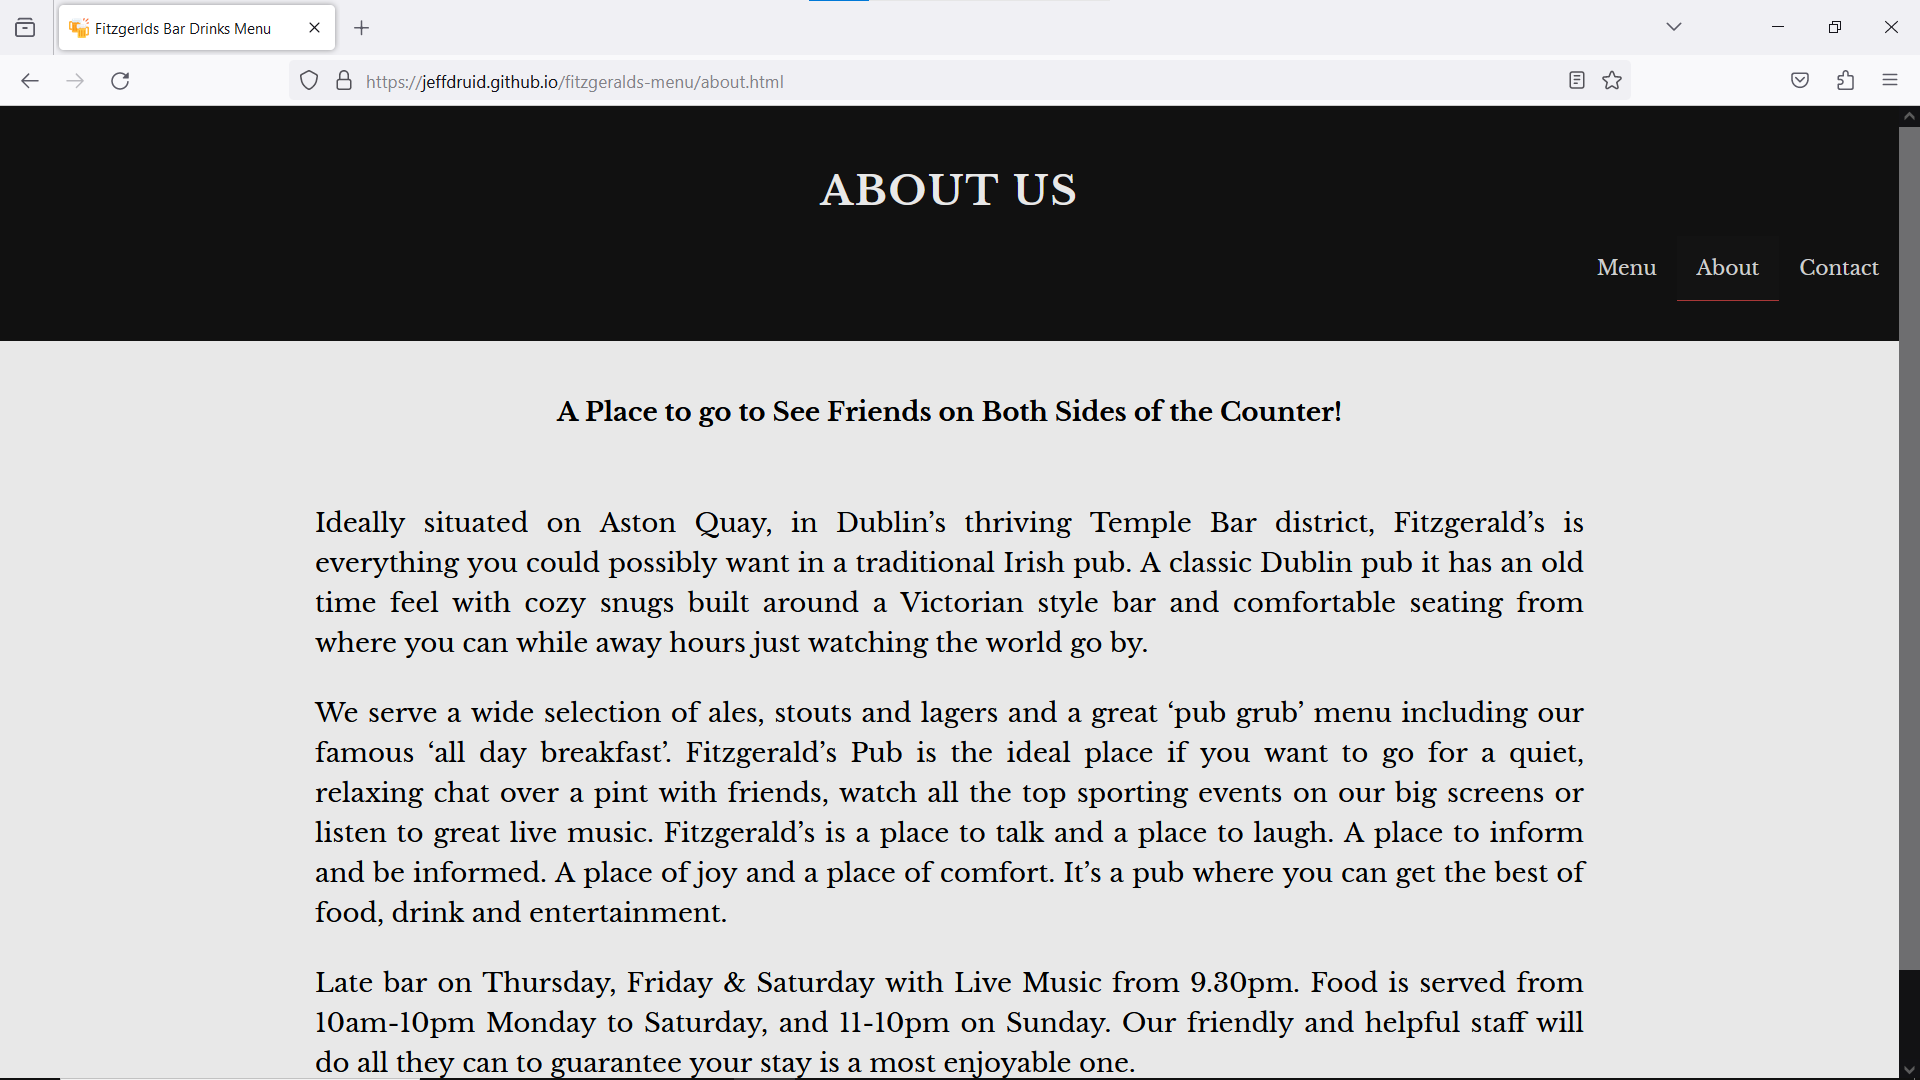 Fitzgerlds Bar Drinks Menu
https://jeffdruid.github.io/fitzgeralds-menu/about.html
ABOUT US
Menu About Contact
A Place to go to See Friends on Both Sides of the Counter!
Ideally situated on Aston Quay, in Dublin’s thriving Temple Bar district, Fitzgerald’s is
everything you could possibly want in a traditional Irish pub. A classic Dublin pub it has an old
time feel with cozy snugs built around a Victorian style bar and comfortable seating from
where you can while away hours just watching the world go by.
We serve a wide selection of ales, stouts and lagers and a great ‘pub grub’ menu including our
famous ‘all day breakfast’. Fitzgerald’s Pub is the ideal place if you want to go for a quiet,
relaxing chat over a pint with friends, watch all the top sporting events on our big screens or
listen to great live music. Fitzgerald’s is a place to talk and a place to laugh. A place to inform
and be informed. A place of joy and a place of comfort. It’s a pub where you can get the best of
food, drink and entertainment.
Late bar on Thursday, Friday & Saturday with Live Music from 9.30pm. Food is served from
10am-10pm Monday to Saturday, and 11-10pm on Sunday. Our friendly and helpful staff will
do all they can to guarantee your stay is a most enjoyable one.